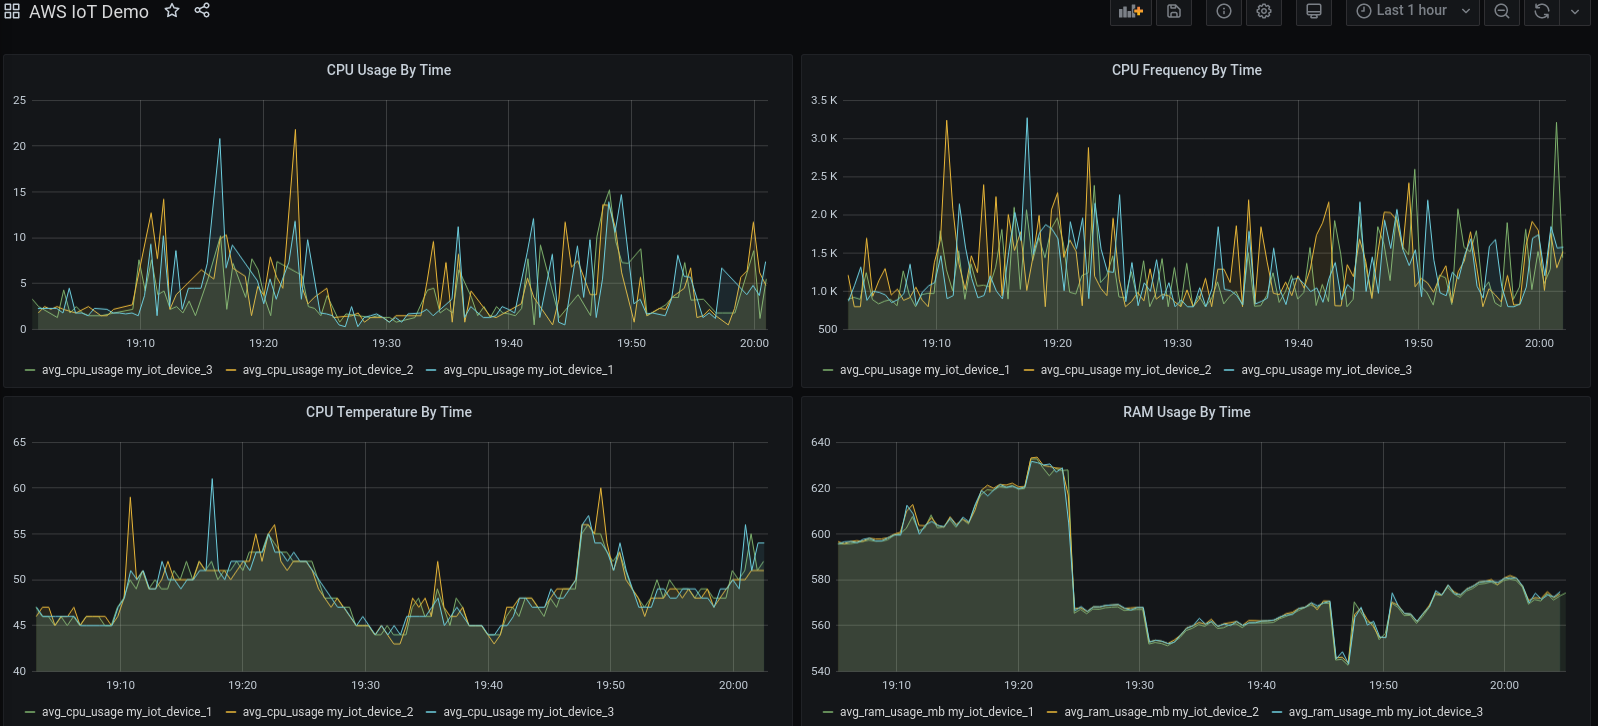 AWS IoT Demo
Last 1 hour
CPU Usage By Time
25
20
15
10
5
0
19:10 19:20 19:30 19:40 19:50 20:00
avg_cpu_usage my_iot_device_3 avg_cpu_usage my_iot_device_2 avg_cpu_usage my_iot_device_1
CPU Frequency By Time
3.5 K
3.0 K
2.5 K
2.0 K
1.5 K
1.0 K
500
19:10 19:20 19:30 19:40 19:50 20:00
avg_cpu_usage my_iot_device_1 avg_cpu_usage my_iot_device_2 avg_cpu_usage my_iot_device_3
CPU Temperature By Time
65
60
55
50
45
40
19:10 19:20 19:30 19:40 19:50 20:00
avg_cpu_usage my_iot_device_1 avg_cpu_usage my_iot_device_2 avg_cpu_usage my_iot_device_3
RAM Usage By Time
640
620
600
580
560
540
19:10 19:20 19:30 19:40 19:50 20:00
avg_ram_usage_mb my_iot_device_1 avg_ram_usage_mb my_iot_device_2 avg_ram_usage_mb my_iot_device_3